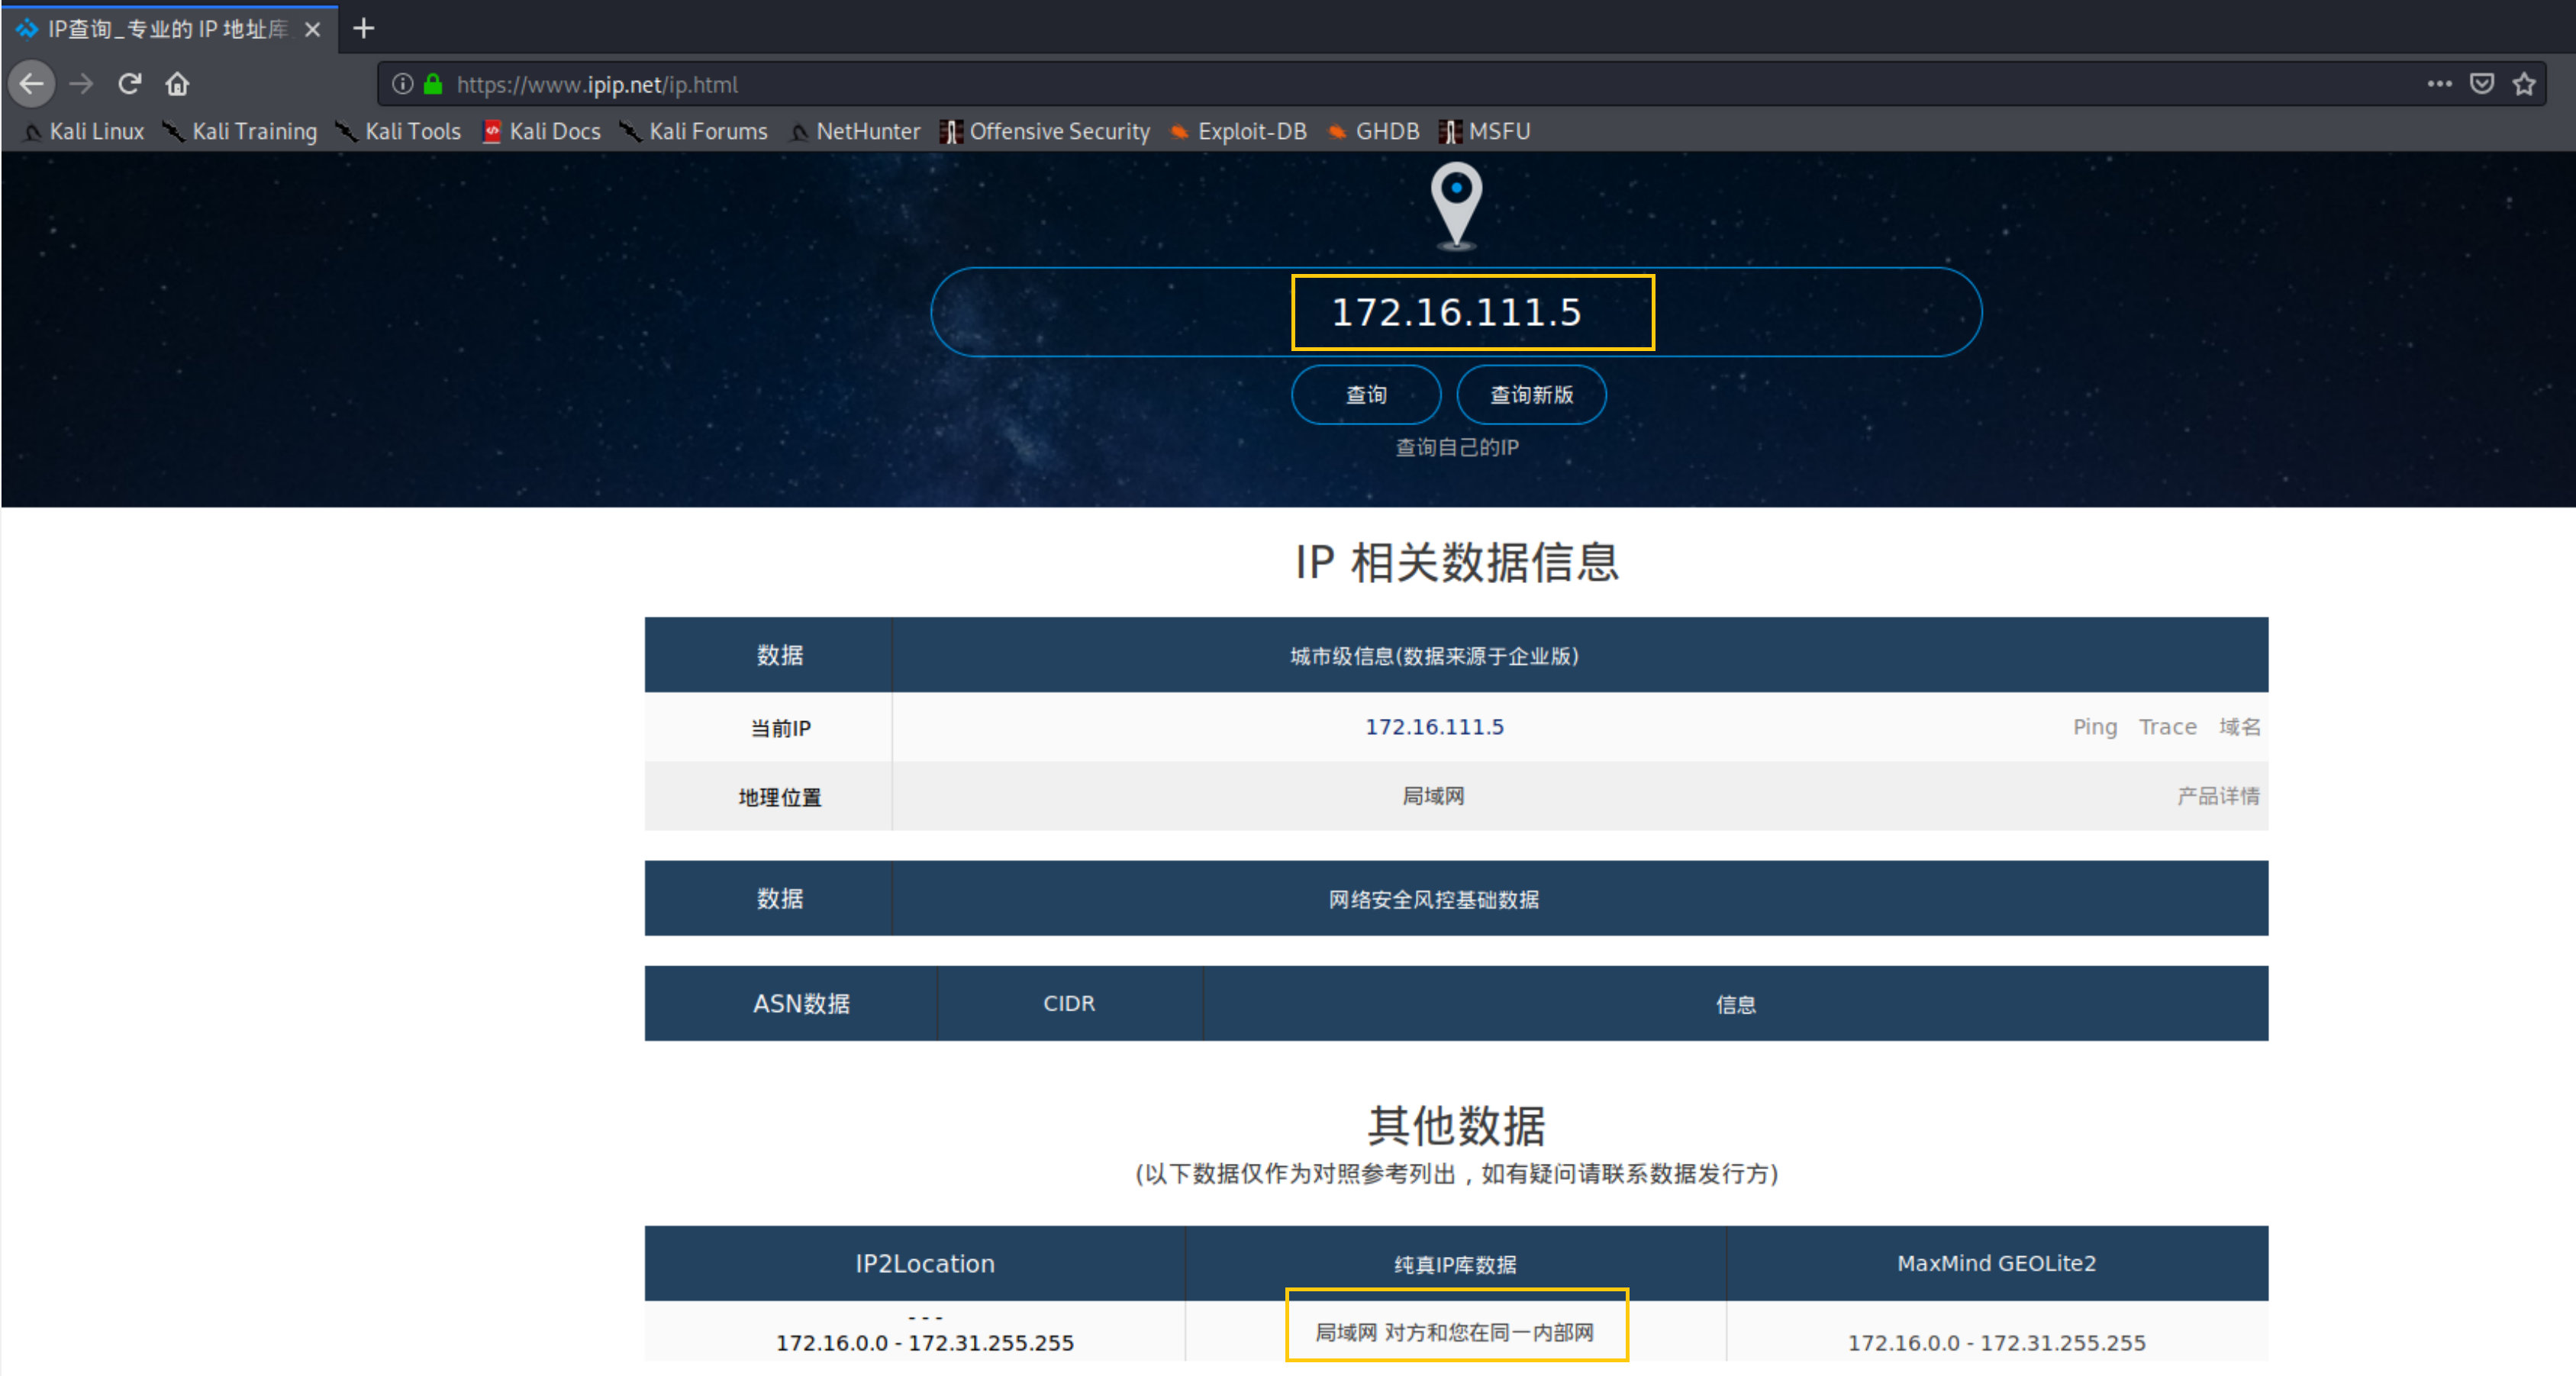 IP查询_专业的 IP 地址库
https://www.ipip.net/ip.html
Kali Linux Kali Training Kali Tools Kali Docs Kali Forums NetHunter Offensive Security Exploit-DB GHDB MSFU
172.16.111.5
查询 查询新版
查询自己的IP
IP 相关数据信息
数据 城市级信息(数据来源于企业版)
当前IP 172.16.111.5 Ping Trace 域名
地理位置 局域网 产品详情
数据 网络安全风控基础数据
ASN数据 CIDR 信息
其他数据
(以下数据仅作为对照参考列出，如有疑问请联系数据发行方)
IP2Location 纯真IP库数据 MaxMind GEOLite2
- - -
172.16.0.0 - 172.31.255.255 局域网 对方和您在同一内部网 172.16.0.0 - 172.31.255.255